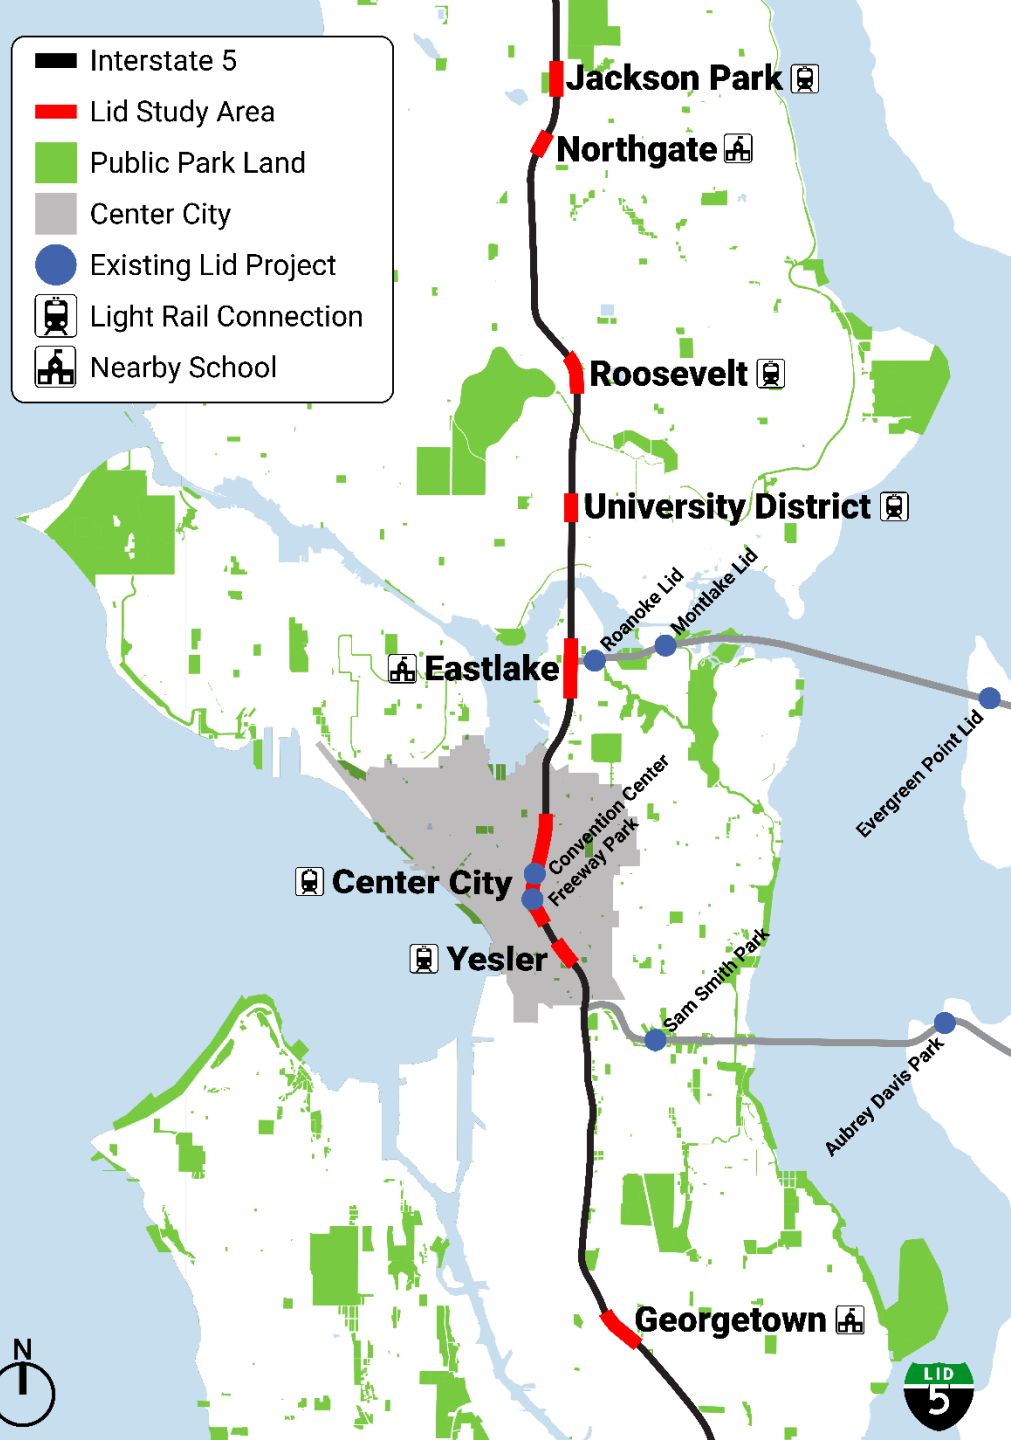 Interstate 5
Lid Study Area
Public Park Land
Center City
Existing Lid Project
Light Rail Connection
Nearby School
Jackson Park
Northgate
Roosevelt
University District
Roanoke Lid
Montlake Lid
Eastlake
Evergreen Point Lid
Convention Center
Freeway Park
Center City
Yesler
Sam Smith Park
Aubrey Davis Park
Georgetown
N
LID
5